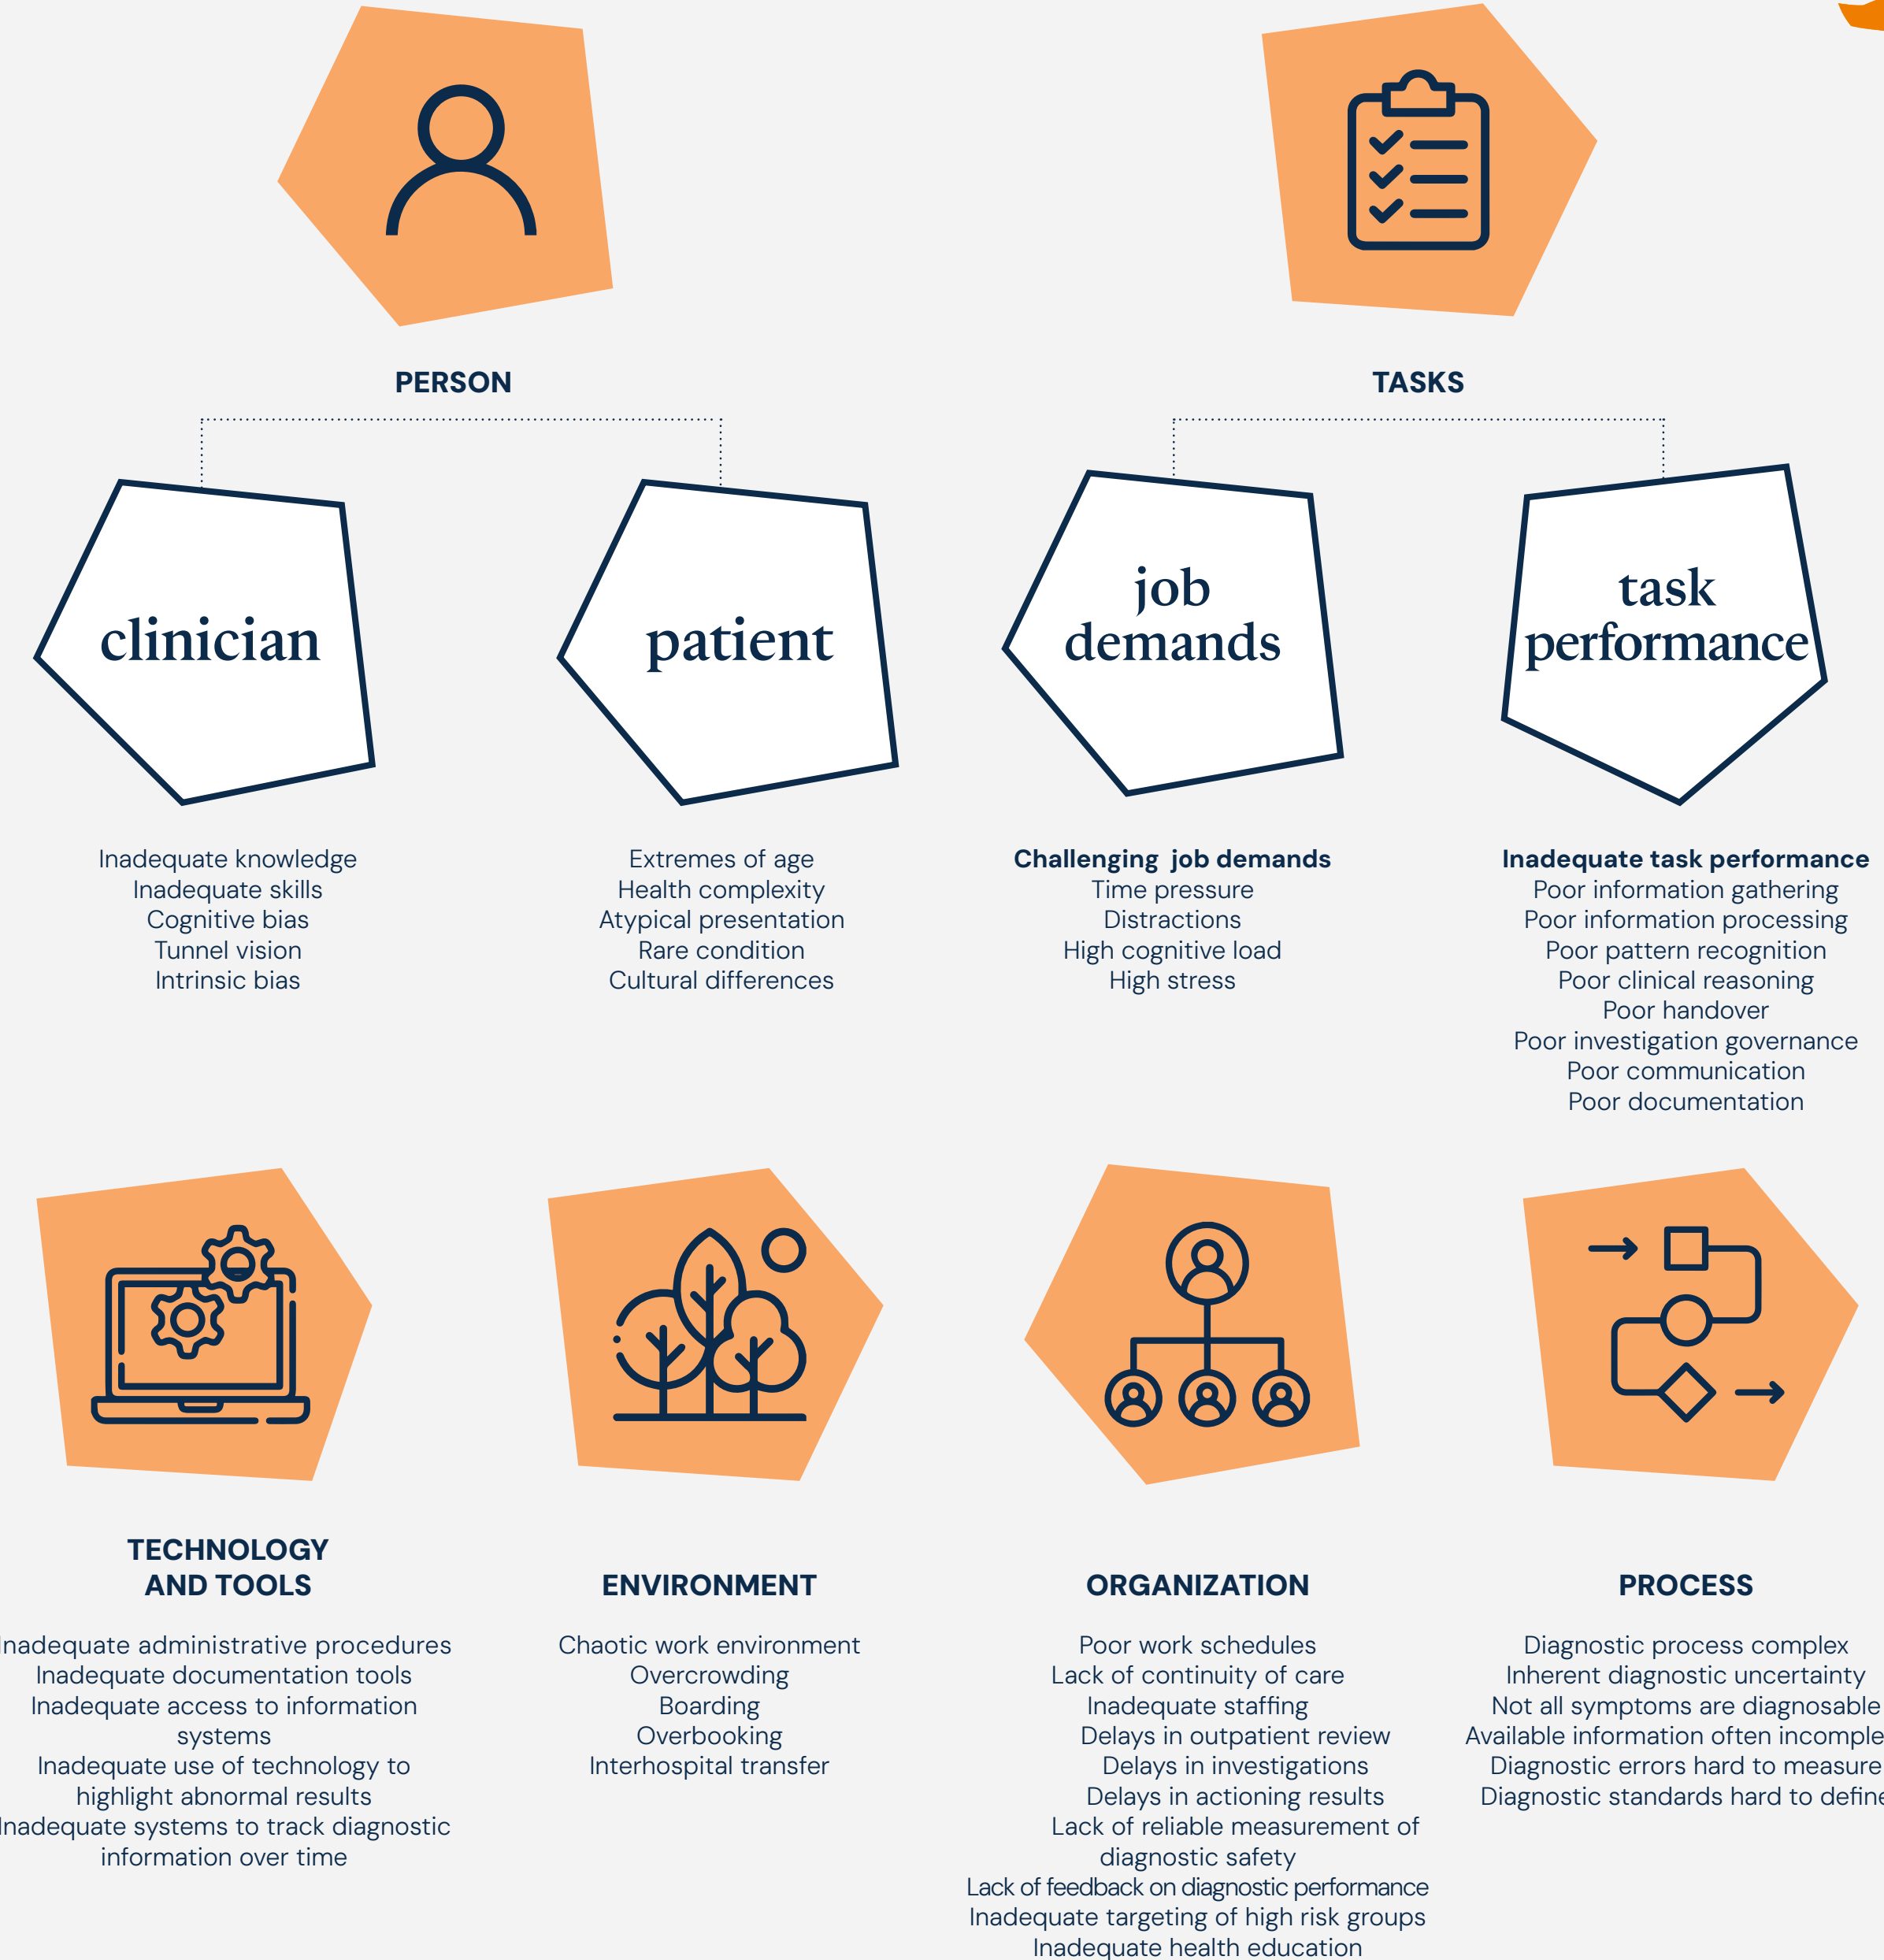 PERSON
TASKS
clinician
patient
job
demands
task
performance
Inadequate knowledge
Inadequate skills
Cognitive bias
Tunnel vision
Intrinsic bias
Extremes of age
Health complexity
Atypical presentation
Rare condition
Cultural differences
Challenging job demands
Time pressure
Distractions
High cognitive load
High stress
Inadequate task performance
Poor information gathering
Poor information processing
Poor pattern recognition
Poor clinical reasoning
Poor handover
Poor investigation governance
Poor communication
Poor documentation
TECHNOLOGY
AND TOOLS
Inadequate administrative procedures
Inadequate documentation tools
Inadequate access to information
systems
Inadequate use of technology to
highlight abnormal results
Inadequate systems to track diagnostic
information over time
ENVIRONMENT
Chaotic work environment
Overcrowding
Boarding
Overbooking
Interhospital transfer
ORGANIZATION
Poor work schedules
Lack of continuity of care
Inadequate staffing
Delays in outpatient review
Delays in investigations
Delays in actioning results
Lack of reliable measurement of
diagnostic safety
Lack of feedback on diagnostic performance
Inadequate targeting of high risk groups
Inadequate health education
PROCESS
Diagnostic process complex
Inherent diagnostic uncertainty
Not all symptoms are diagnosable
Available information often
Diagnostic errors hard to measure
Diagnostic standards hard to define